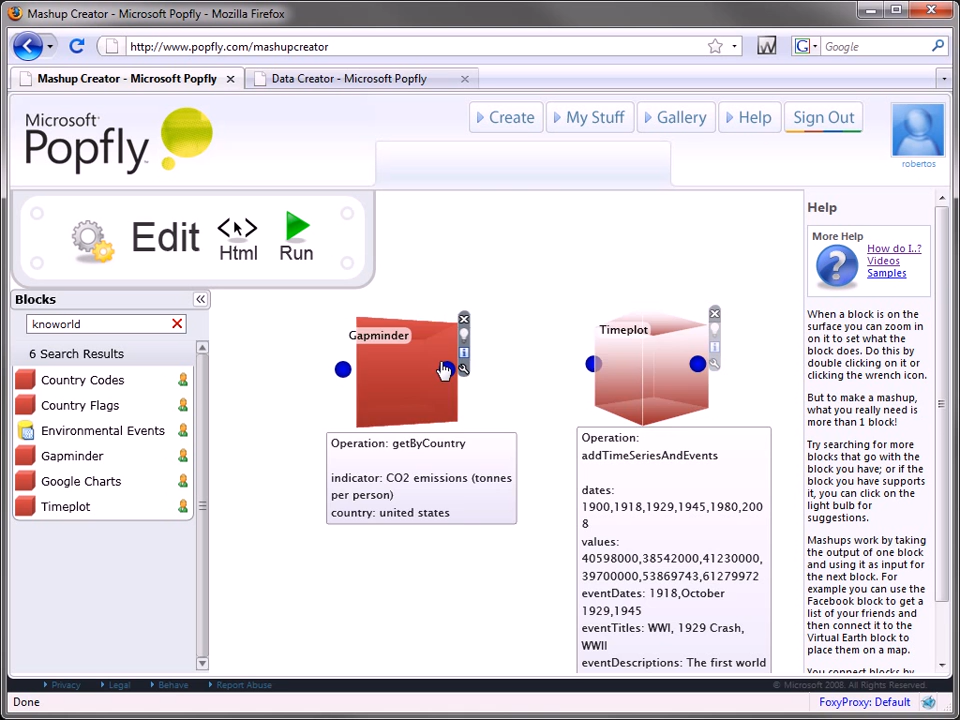 Mashup Creator - Microsoft Popfly - Mozilla Firefox
http://www.popfly.com/mashupcreator
W
G
Google
Mashup Creator - Microsoft Popfly
Data Creator - Microsoft Popfly
Microsoft
Popfly
Create
My Stuff
Gallery
Help
Sign Out
robertos
Edit
Html
Run
Blocks
knoworld
6 Search Results
Country Codes
Country Flags
Environmental Events
Gapminder
Google Charts
Timeplot
Gapminder
Operation: getByCountry
indicator: CO2 emissions (tonnes
per person)
country: united states
Timeplot
Operation:
addTimeSeriesAndEvents
dates:
1900,1918,1929,1945,1980,200
8
values:
40598000,38542000,41230000,
39700000,53869743,61279972
eventDates: 1918,October
1929,1945
eventTitles: WWI, 1929 Crash,
WWII
eventDescriptions: The first world
Help
More Help
How do I..?
Videos
Samples
When a block is on the
surface you can zoom in
on it to set what the
block does. Do this by
double clicking on it or
clicking the wrench icon.
But to make a mashup,
what you really need is
more than 1 block!
Try searching for more
blocks that go with the
block you have; or if the
block you have supports
it, you can click on the
light bulb for
suggestions.
Mashups work by taking
the output of one block
and using it as input for
the next block. For
example you can use the
Facebook block to get a
list of your friends and
then connect it to the
Virtual Earth block to
place them on a map.
You connect blocks by
Privacy
Legal
Behave
Report Abuse
© Microsoft 2008. All Rights Reserved.
Done
FoxyProxy: Default